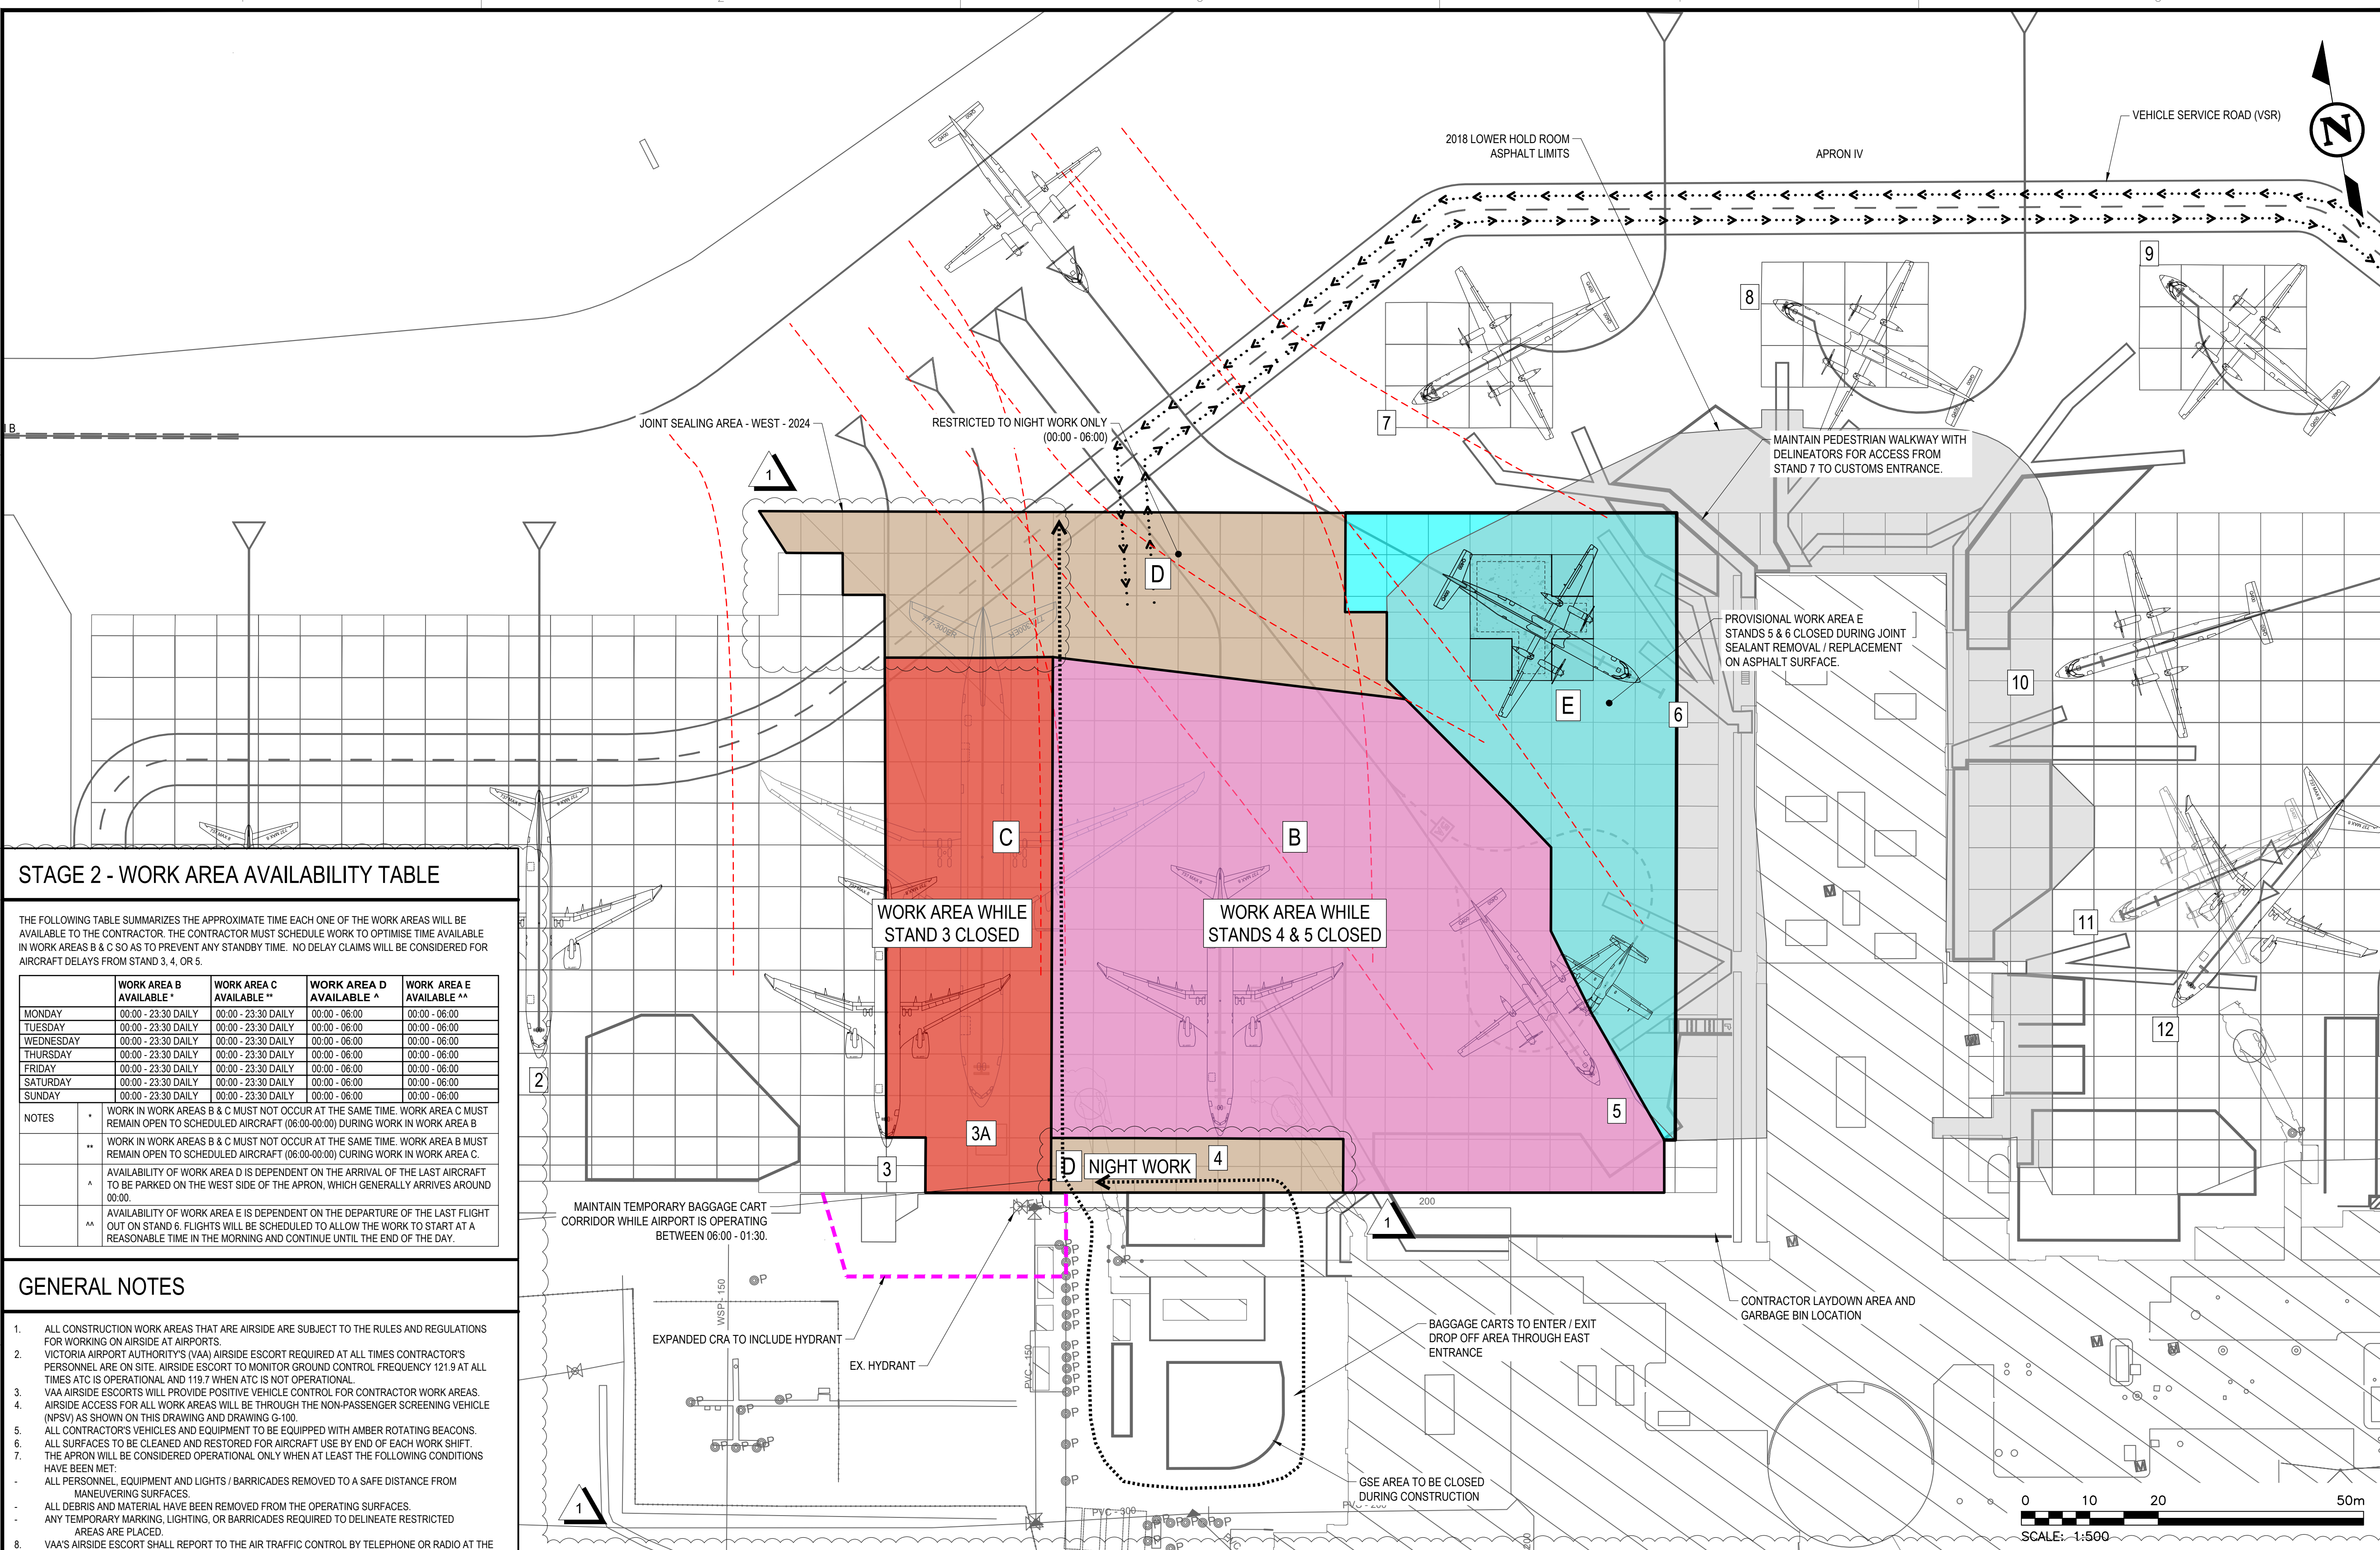 2018 LOWER HOLD ROOM
ASPHALT LIMITS
APRON IV
VEHICLE SERVICE ROAD (VSR)
N
9
8
7
JOINT SEALING AREA - WEST - 2024
RESTRICTED TO NIGHT WORK ONLY
(00:00 - 06:00)
MAINTAIN PEDESTRIAN WALKWAY WITH
DELINEATORS FOR ACCESS FROM
STAND 7 TO CUSTOMS ENTRANCE.
1
D
PROVISIONAL WORK AREA E
STANDS 5 & 6 CLOSED DURING JOINT
SEALANT REMOVAL / REPLACEMENT
ON ASPHALT SURFACE.
777-300ER
777-300ER
E
6
10
C
B
WORK AREA WHILE
STAND 3 CLOSED
WORK AREA WHILE
STANDS 4 & 5 CLOSED
11
12
2
3A
3
5
4
D
NIGHT WORK
STAGE 2 - WORK AREA AVAILABILITY TABLE
THE FOLLOWING TABLE SUMMARIZES THE APPROXIMATE TIME EACH ONE OF THE WORK AREAS WILL BE
AVAILABLE TO THE CONTRACTOR. THE CONTRACTOR MUST SCHEDULE WORK TO OPTIMISE TIME AVAILABLE
IN WORK AREAS B & C SO AS TO PREVENT ANY STANDBY TIME. NO DELAY CLAIMS WILL BE CONSIDERED FOR
AIRCRAFT DELAYS FROM STAND 3, 4, OR 5.
WORK AREA B AVAILABLE * WORK AREA C AVAILABLE ** WORK AREA D AVAILABLE ^ WORK AREA E AVAILABLE ^^
MONDAY 00:00 - 23:30 DAILY 00:00 - 23:30 DAILY 00:00 - 06:00 00:00 - 06:00
TUESDAY 00:00 - 23:30 DAILY 00:00 - 23:30 DAILY 00:00 - 06:00 00:00 - 06:00
WEDNESDAY 00:00 - 23:30 DAILY 00:00 - 23:30 DAILY 00:00 - 06:00 00:00 - 06:00
THURSDAY 00:00 - 23:30 DAILY 00:00 - 23:30 DAILY 00:00 - 06:00 00:00 - 06:00
FRIDAY 00:00 - 23:30 DAILY 00:00 - 23:30 DAILY 00:00 - 06:00 00:00 - 06:00
SATURDAY 00:00 - 23:30 DAILY 00:00 - 23:30 DAILY 00:00 - 06:00 00:00 - 06:00
SUNDAY 00:00 - 23:30 DAILY 00:00 - 23:30 DAILY 00:00 - 06:00 00:00 - 06:00
NOTES * WORK IN WORK AREAS B & C MUST NOT OCCUR AT THE SAME TIME. WORK AREA C MUST
REMAIN OPEN TO SCHEDULED AIRCRAFT (06:00-00:00) DURING WORK IN WORK AREA B
** WORK IN WORK AREAS B & C MUST NOT OCCUR AT THE SAME TIME. WORK AREA B MUST
REMAIN OPEN TO SCHEDULED AIRCRAFT (06:00-00:00) CURING WORK IN WORK AREA C.
^ AVAILABILITY OF WORK AREA D IS DEPENDENT ON THE ARRIVAL OF THE LAST AIRCRAFT
TO BE PARKED ON THE WEST SIDE OF THE APRON, WHICH GENERALLY ARRIVES AROUND
00:00.
^^ AVAILABILITY OF WORK AREA E IS DEPENDENT ON THE DEPARTURE OF THE LAST FLIGHT
OUT ON STAND 6. FLIGHTS WILL BE SCHEDULED TO ALLOW THE WORK TO START AT A
REASONABLE TIME IN THE MORNING AND CONTINUE UNTIL THE END OF THE DAY.
GENERAL NOTES
1. ALL CONSTRUCTION WORK AREAS THAT ARE AIRSIDE ARE SUBJECT TO THE RULES AND REGULATIONS
FOR WORKING ON AIRSIDE AT AIRPORTS.
2. VICTORIA AIRPORT AUTHORITY'S (VAA) AIRSIDE ESCORT REQUIRED AT ALL TIMES CONTRACTOR'S
PERSONNEL ARE ON SITE. AIRSIDE ESCORT TO MONITOR GROUND CONTROL FREQUENCY 121.9 AT ALL
TIMES ATC IS OPERATIONAL AND 119.7 WHEN ATC IS NOT OPERATIONAL.
3. VAA AIRSIDE ESCORTS WILL PROVIDE POSITIVE VEHICLE CONTROL FOR CONTRACTOR WORK AREAS.
4. AIRSIDE ACCESS FOR ALL WORK AREAS WILL BE THROUGH THE NON-PASSENGER SCREENING VEHICLE
(NPSV) AS SHOWN ON THIS DRAWING AND DRAWING G-100.
5. ALL CONTRACTOR'S VEHICLES AND EQUIPMENT TO BE EQUIPPED WITH AMBER ROTATING BEACONS.
6. ALL SURFACES TO BE CLEANED AND RESTORED FOR AIRCRAFT USE BY END OF EACH WORK SHIFT.
7. THE APRON WILL BE CONSIDERED OPERATIONAL ONLY WHEN AT LEAST THE FOLLOWING CONDITIONS
HAVE BEEN MET:
- ALL PERSONNEL, EQUIPMENT AND LIGHTS / BARRICADES REMOVED TO A SAFE DISTANCE FROM
MANEUVERING SURFACES.
- ALL DEBRIS AND MATERIAL HAVE BEEN REMOVED FROM THE OPERATING SURFACES.
- ANY TEMPORARY MARKING, LIGHTING, OR BARRICADES REQUIRED TO DELINEATE RESTRICTED
AREAS ARE PLACED.
8. VAA'S AIRSIDE ESCORT SHALL REPORT TO THE AIR TRAFFIC CONTROL BY TELEPHONE OR RADIO AT THE
MAINTAIN TEMPORARY BAGGAGE CART
CORRIDOR WHILE AIRPORT IS OPERATING
BETWEEN 06:00 - 01:30.
200
1
WSP - 150
EXPANDED CRA TO INCLUDE HYDRANT
EX. HYDRANT
PVC - 150
CONTRACTOR LAYDOWN AREA AND
GARBAGE BIN LOCATION
BAGGAGE CARTS TO ENTER / EXIT
DROP OFF AREA THROUGH EAST
ENTRANCE
GSE AREA TO BE CLOSED
DURING CONSTRUCTION
1
PVC - 300
200
0 10 20 50m
SCALE: 1:500